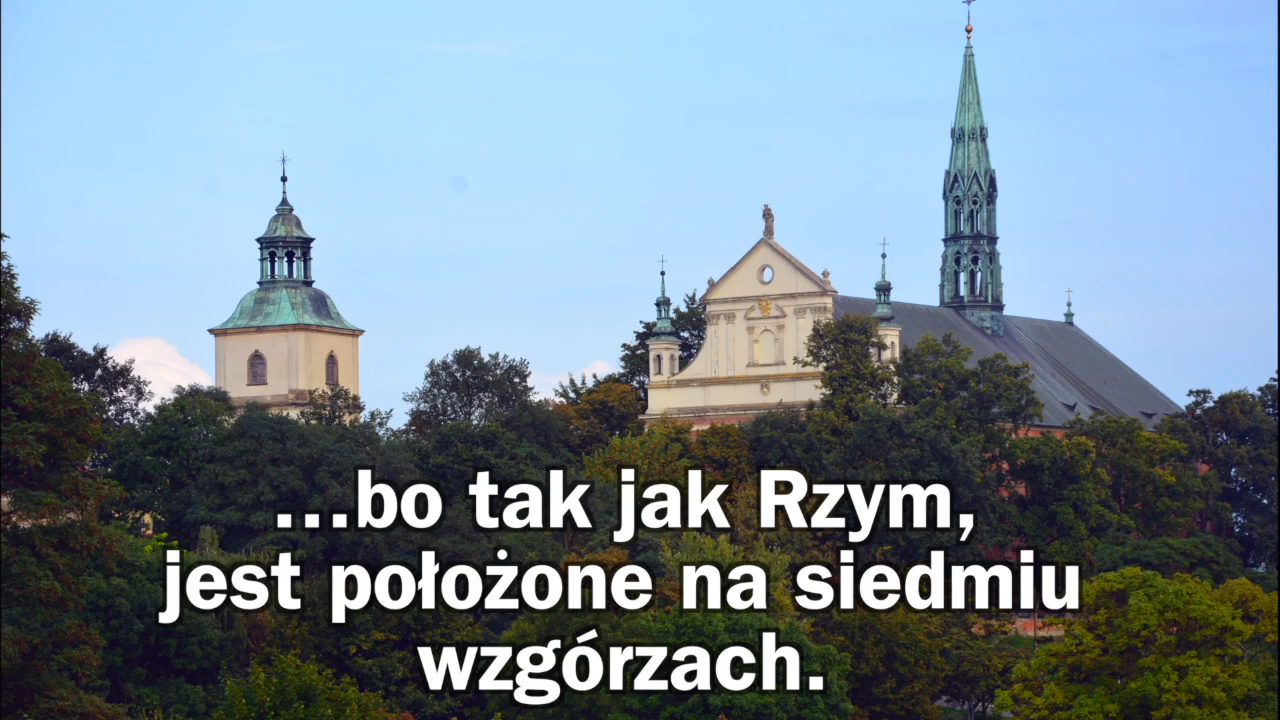 ...bo tak jak Rzym,
jest położone na siedmiu
wzgórzach.